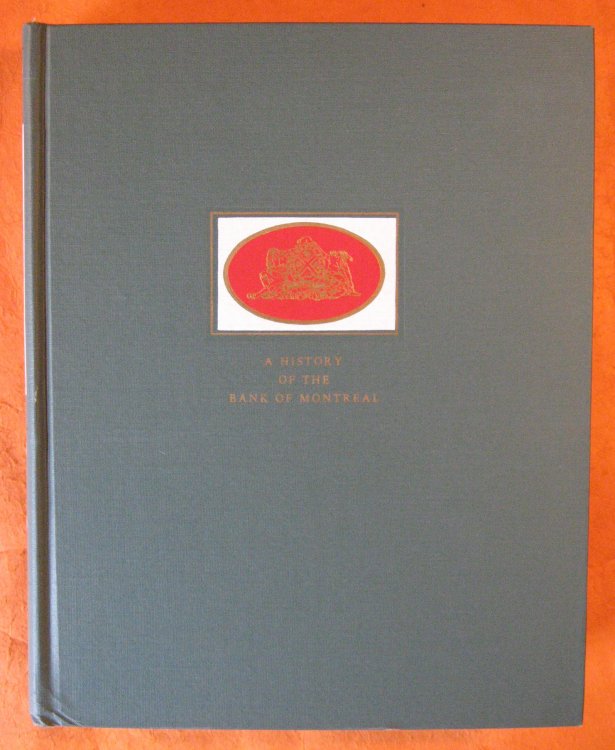 A HISTORY
OF THE
BANK OF MONTREAL